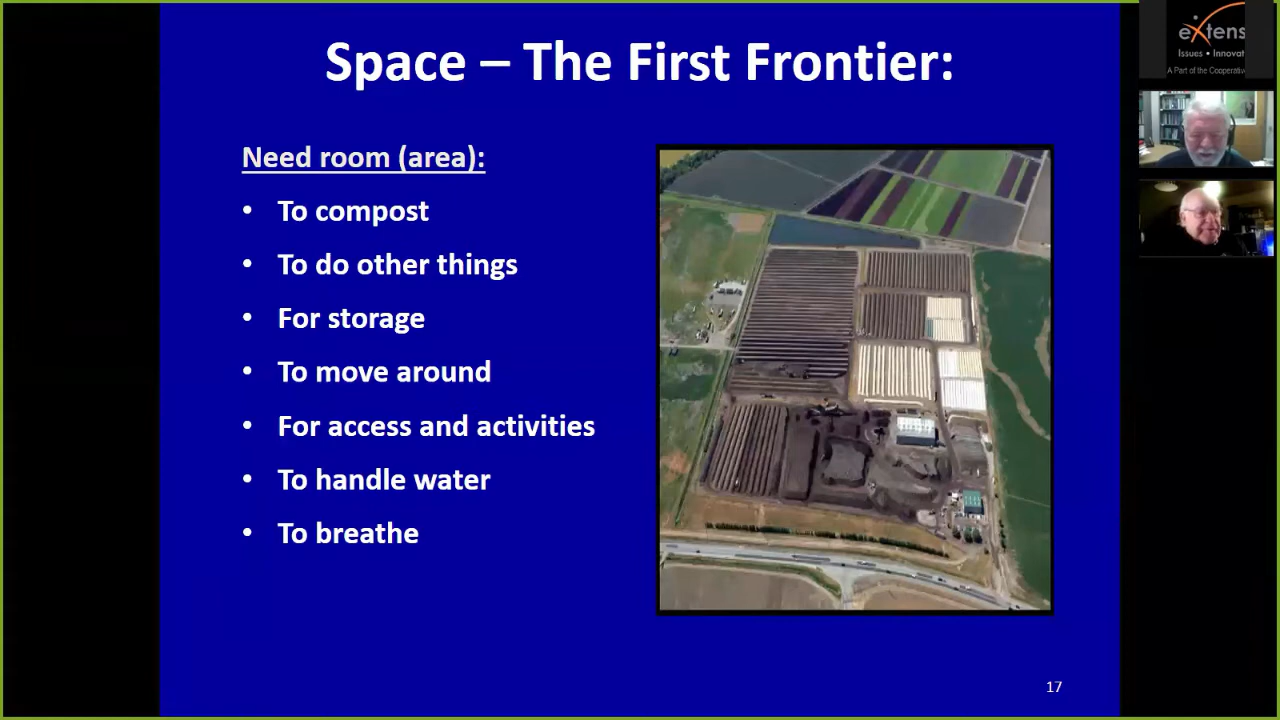 Space – The First Frontier:
Need room (area):
• To compost
• To do other things
• For storage
• To move around
• For access and activities
• To handle water
• To breathe
17
eXtens
Issues • Innovat
A Part of the Cooperativ